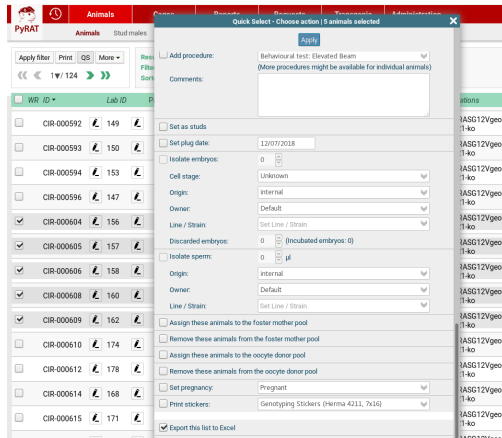 Animals
Cages
Reports
Requests
Transgenic
Administration
PyRAT
Animals Stud males
Quick Select - Choose action | 5 animals selected
Apply
Apply filter Print QS More
1 / 124
Filte
Sort
WR ID Lab ID
ations
Add procedure: Behavioural test: Elevated Beam
(More procedures might be available for individual animals)
Comments:
Set as studs
Set plug date: 12/07/2018
Isolate embryos: 0
Cell stage: Unknown
Origin: internal
Owner: Default
Line / Strain: Set Line / Strain
Discarded embryos: 0 (Incubated embryos: 0)
Isolate sperm: 0 µl
Origin: internal
Owner: Default
Line / Strain: Set Line / Strain
Assign these animals to the foster mother pool
Remove these animals from the foster mother pool
Assign these animals to the oocyte donor pool
Remove these animals from the oocyte donor pool
Set pregnancy: Pregnant
Print stickers: Genotyping Stickers (Herma 4211, 7x16)
Export this list to Excel
CIR-000592 149
CIR-000593 150
CIR-000594 153
CIR-000596 147
CIR-000604 156
CIR-000605 157
CIR-000606 158
CIR-000608 160
CIR-000609 162
CIR-000610 174
CIR-000612 178
CIR-000614 168
CIR-000615 171